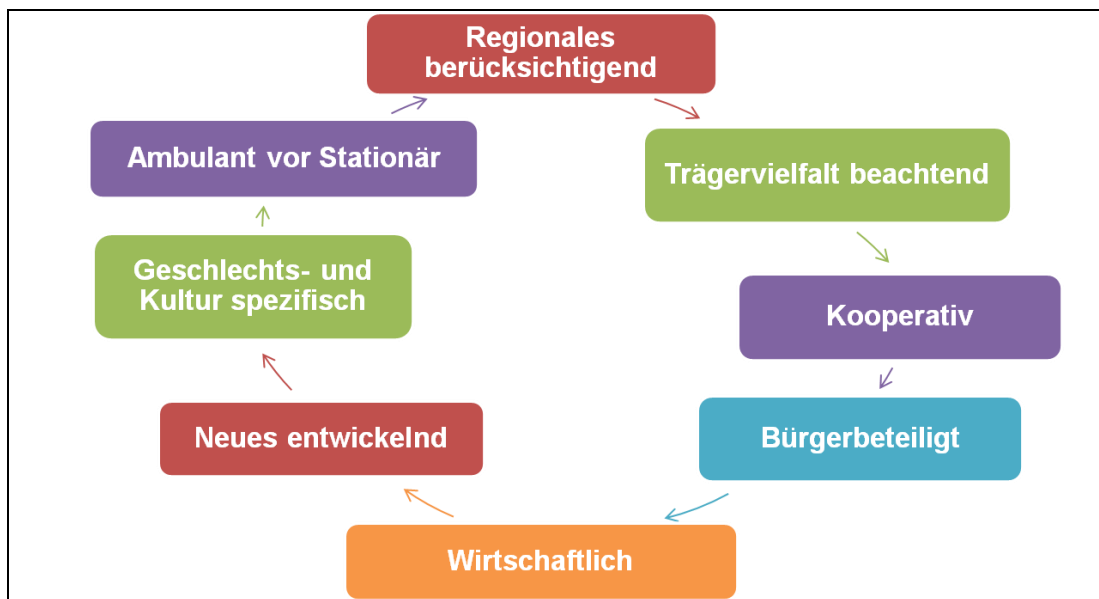 Regionales
berücksichtigend
Trägervielfalt beachtend
Kooperativ
Bürgerbeteiligt
Wirtschaftlich
Neues entwickelnd
Geschlechts- und
Kultur spezifisch
Ambulant vor Stationär